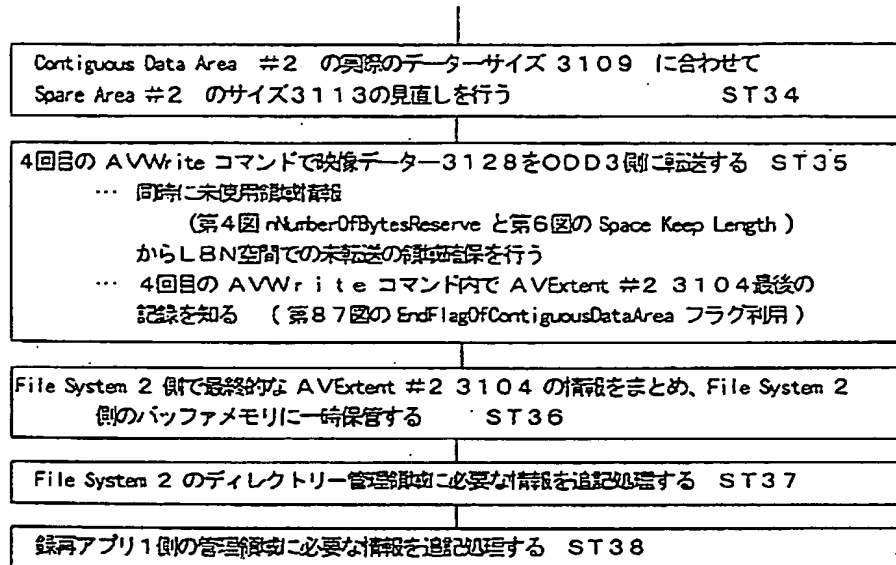 Contiguous Data Area #2 の実際のデーターサイズ 3109 に合わせて
Spare Area #2 のサイズ3113の見直しを行う ST34
4回目の AVWrite コマンドで映像データー3128をODD3側に転送する ST35
… 同時に未使用領域情報
(第4図 nNumberOfBytesReserve と第6図の Space Keep Length)
からLBN空間での未転送の領域確保を行う
… 4回目の AVWrite コマンド内で AVExtent #2 3104最後の
記録を知る (第87図の EndFlagOfContiguousDataArea フラグ利用)
File System 2 側で最終的な AVExtent #2 3104 の情報をまとめ、File System 2
側のバッファメモリに一時保管する ST36
File System 2 のディレクトリー管理領域に必要な情報を追記処理する ST37
録再アプリ1側の管理領域に必要な情報を追記処理する ST38